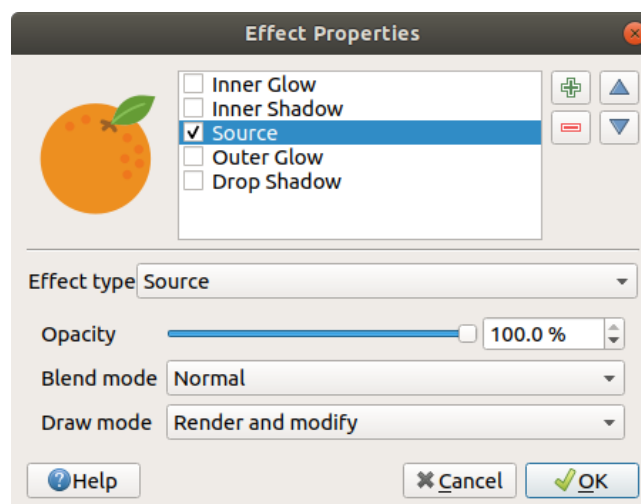 Effect Properties
Inner Glow
Inner Shadow
Source
Outer Glow
Drop Shadow
Effect type Source
Opacity 100.0 %
Blend mode Normal
Draw mode Render and modify
Help Cancel OK